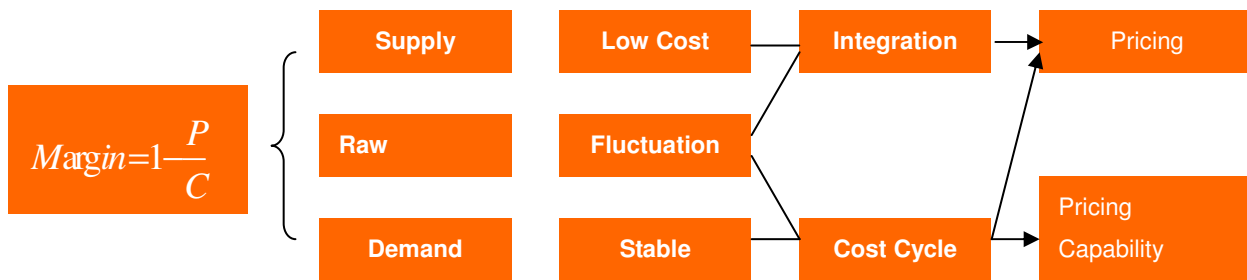 Supply
Low Cost
Integration
Pricing
Margin=1-P/C
Raw
Fluctuation
Demand
Stable
Cost Cycle
Pricing
Capability